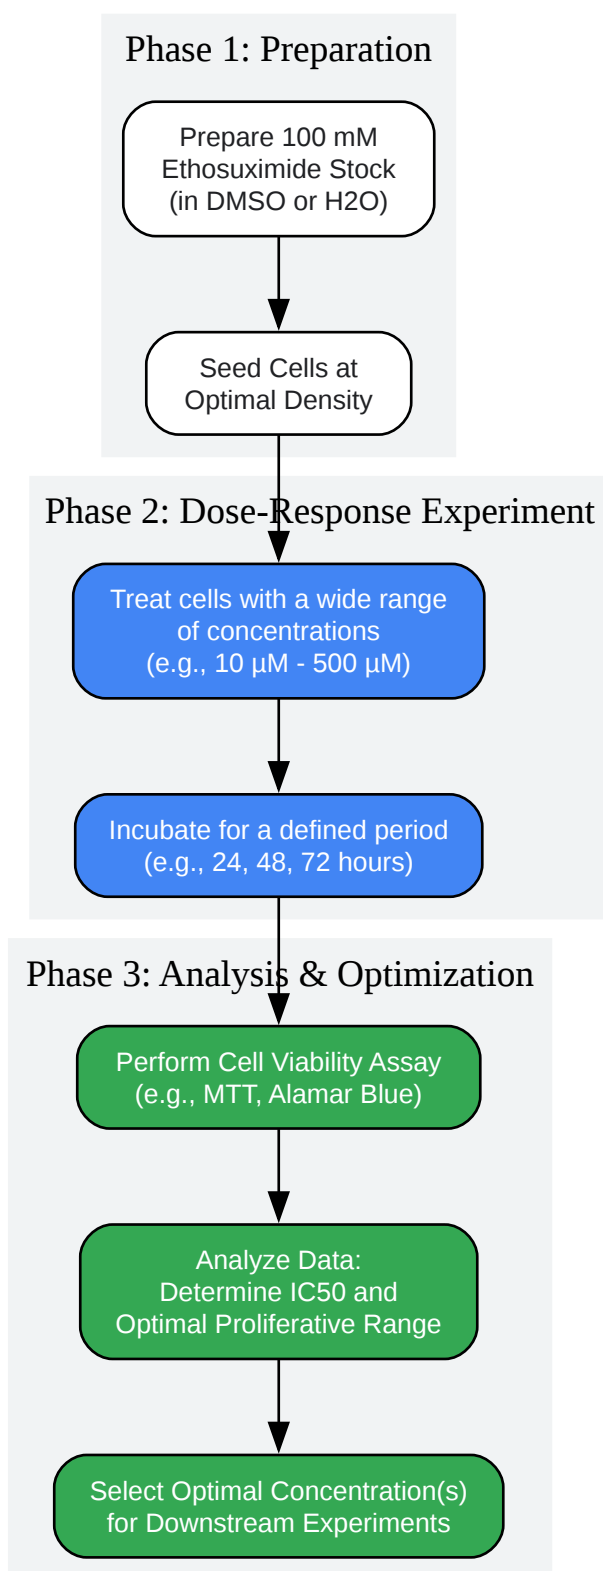 Phase 1: Preparation
Prepare 100 mM
Ethosuximide Stock
(in DMSO or H2O)
Seed Cells at
Optimal Density
Phase 2: Dose-Response Experiment
Treat cells with a wide range
of concentrations
(e.g., 10 µM - 500 µM)
Incubate for a defined period
(e.g., 24, 48, 72 hours)
Phase 3: Analysis & Optimization
Perform Cell Viability Assay
(e.g., MTT, Alamar Blue)
Analyze Data:
Determine IC50 and
Optimal Proliferative Range
Select Optimal Concentration(s)
for Downstream Experiments